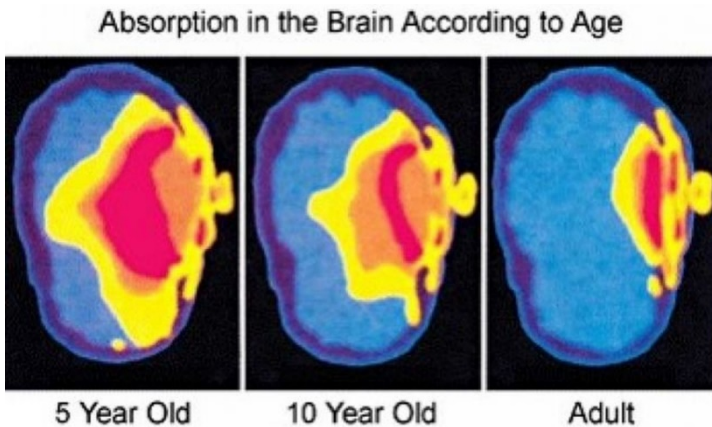 Absorption in the Brain According to Age
5 Year Old
10 Year Old
Adult